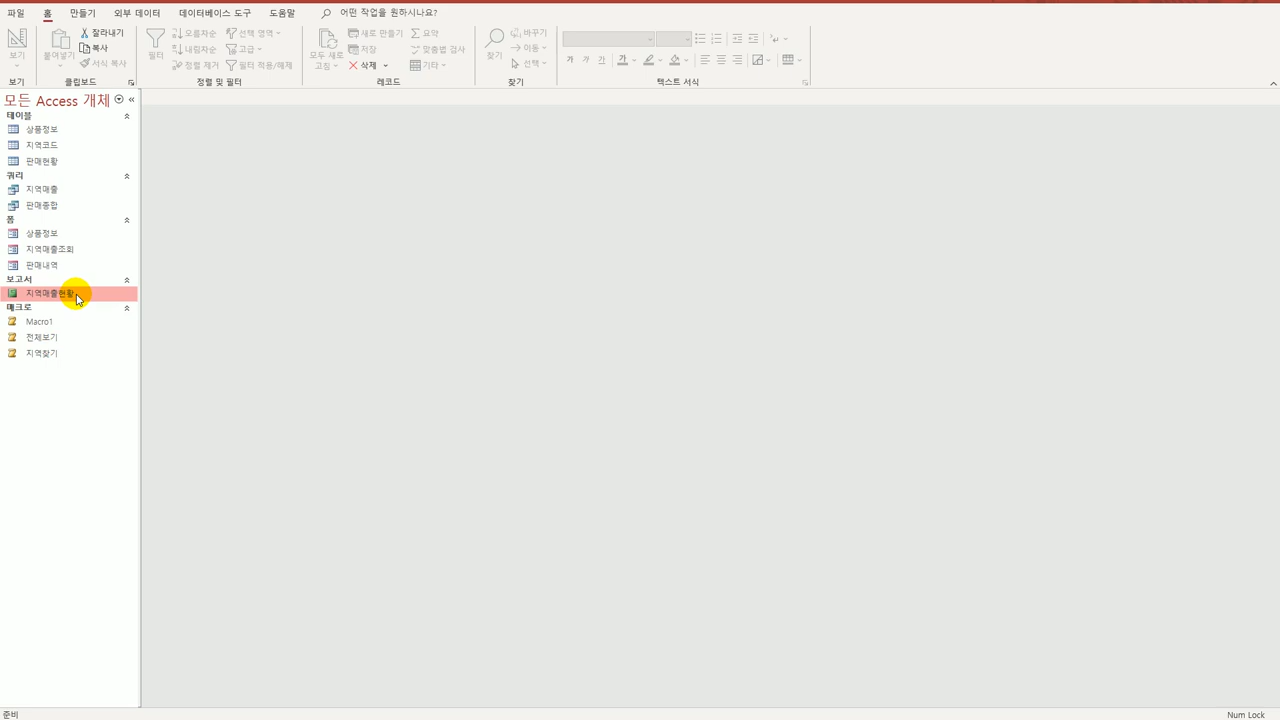 파일 홈 만들기 외부 데이터 데이터베이스 도구 도움말 어떤 작업을 원하시나요?
보기 붙여넣기 잘라내기 복사 서식 복사
필터 오름차순 내림차순 정렬 제거 선택 영역 고급 필터 적용/해제
모두 새로 고침 새로 만들기 저장 삭제 요약 맞춤법 검사 기타
찾기 바꾸기 이동 선택
가 가 가 가
보기 클립보드 정렬 및 필터 레코드 찾기 텍스트 서식
모든 Access 개체
테이블
상품정보
지역코드
판매현황
쿼리
지역매출
판매종합
폼
상품정보
지역매출조회
판매내역
보고서
지역매출현황
매크로
Macro1
전체보기
지역찾기
준비 Num Lock